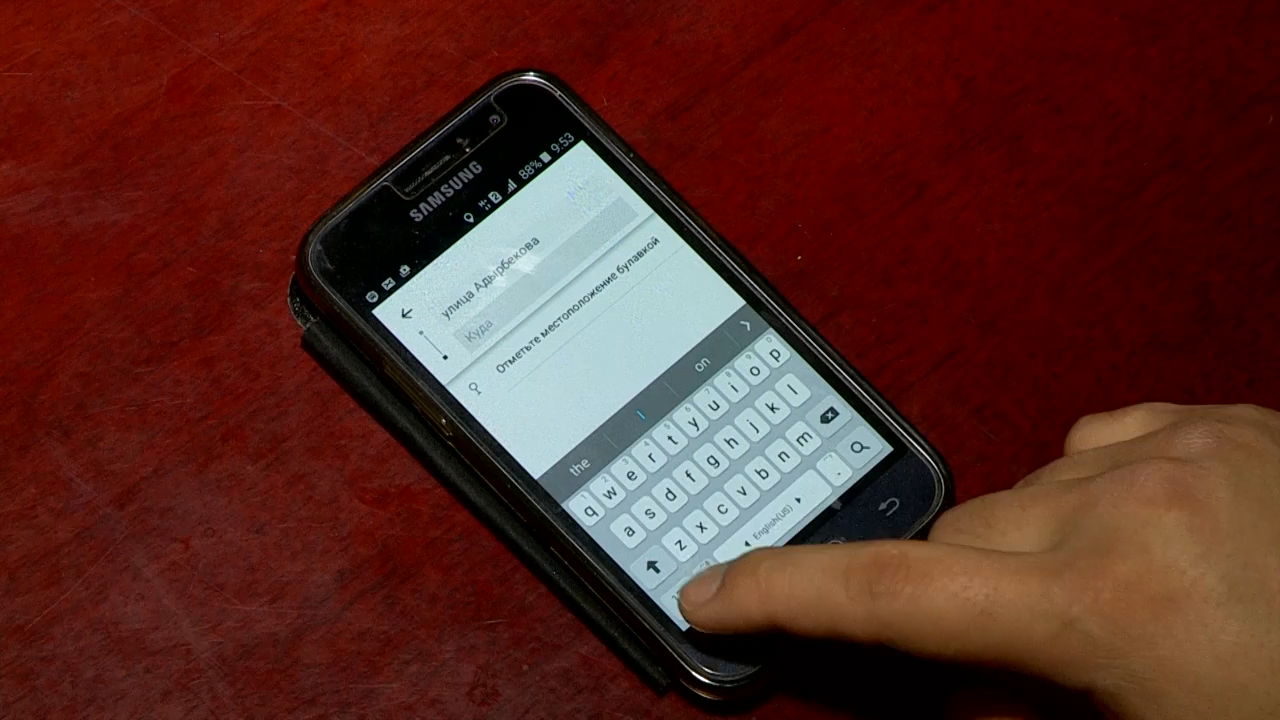 SAMSUNG
88% 9:53
улица Адырбекова
Куда
Отметьте местоположение булавкой
the I on
q w e r t y u i o p
a s d f g h j k l
z x c v b n m
English(US)